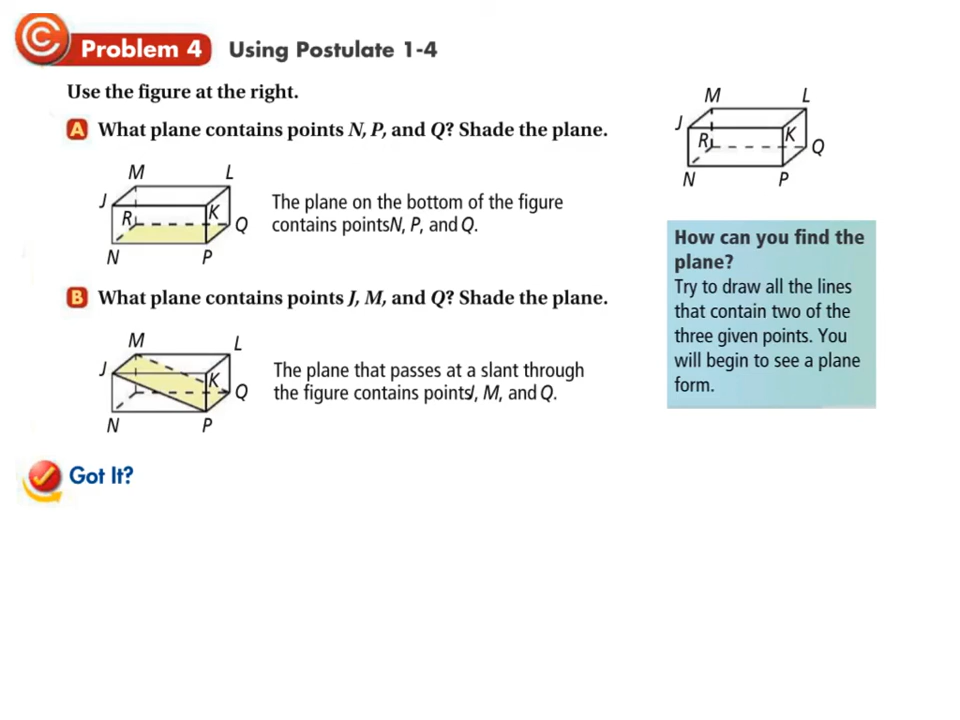 C
Problem 4 Using Postulate 1-4
Use the figure at the right.
A What plane contains points N, P, and Q? Shade the plane.
M L
J K
R Q
N P
M L
J K
R Q
N P
The plane on the bottom of the figure
contains points N, P, and Q.
How can you find the
plane?
Try to draw all the lines
that contain two of the
three given points. You
will begin to see a plane
form.
B What plane contains points J, M, and Q? Shade the plane.
M L
J K
Q
N P
The plane that passes at a slant through
the figure contains points J, M, and Q.
Got It?